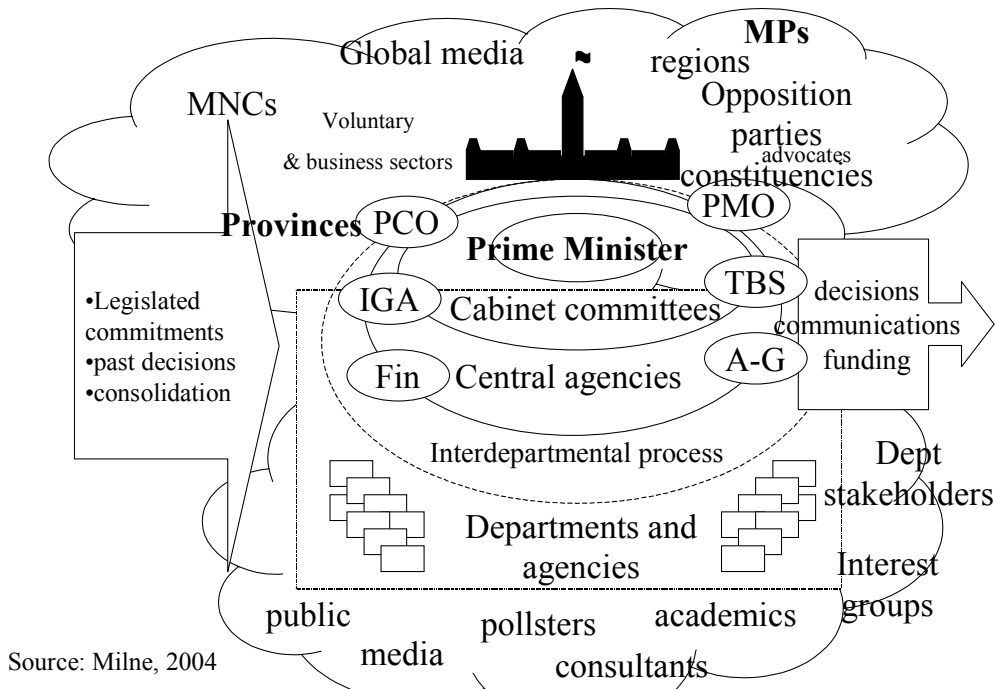 Global media
MPs
regions
MNCs
Opposition
parties
advocates
constituencies
Voluntary
& business sectors
Provinces
PCO
PMO
Prime Minister
IGA
TBS
Cabinet committees
Fin
Central agencies
A-G
•Legislated
commitments
•past decisions
•consolidation
decisions
communications
funding
Interdepartmental process
Dept
stakeholders
Departments and
agencies
Interest
groups
public
pollsters
academics
media
consultants
Source: Milne, 2004